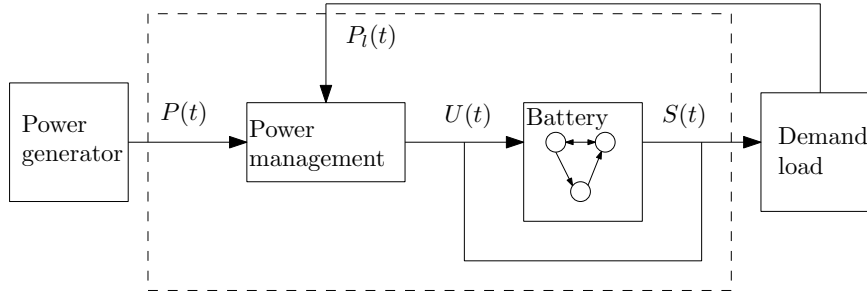 P_l(t)
Power
generator
P(t)
Power
management
U(t)
Battery
S(t)
Demand
load